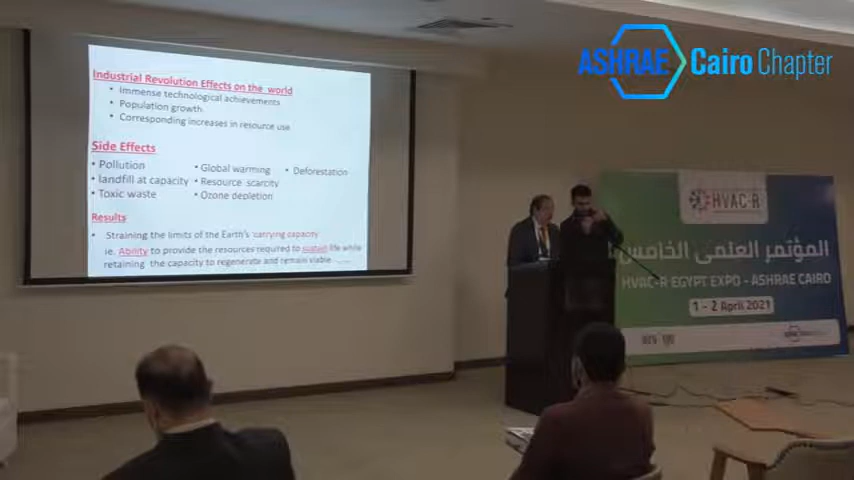 Industrial Revolution Effects on the world
• Immense technological achievements
• Population growth
• Corresponding increases in resource use
Side Effects
• Pollution • Global warming • Deforestation
• landfill at capacity • Resource scarcity
• Toxic waste • Ozone depletion
Results
• Straining the limits of the Earth's 'carrying capacity'
ie. Ability to provide the resources required to sustain life while
retaining the capacity to regenerate and remain viable
ASHRAE Cairo Chapter
HVAC-R
المؤتمر العلمى الخامس
HVAC-R EGYPT EXPO - ASHRAE CAIRO
1 - 2 April 2021